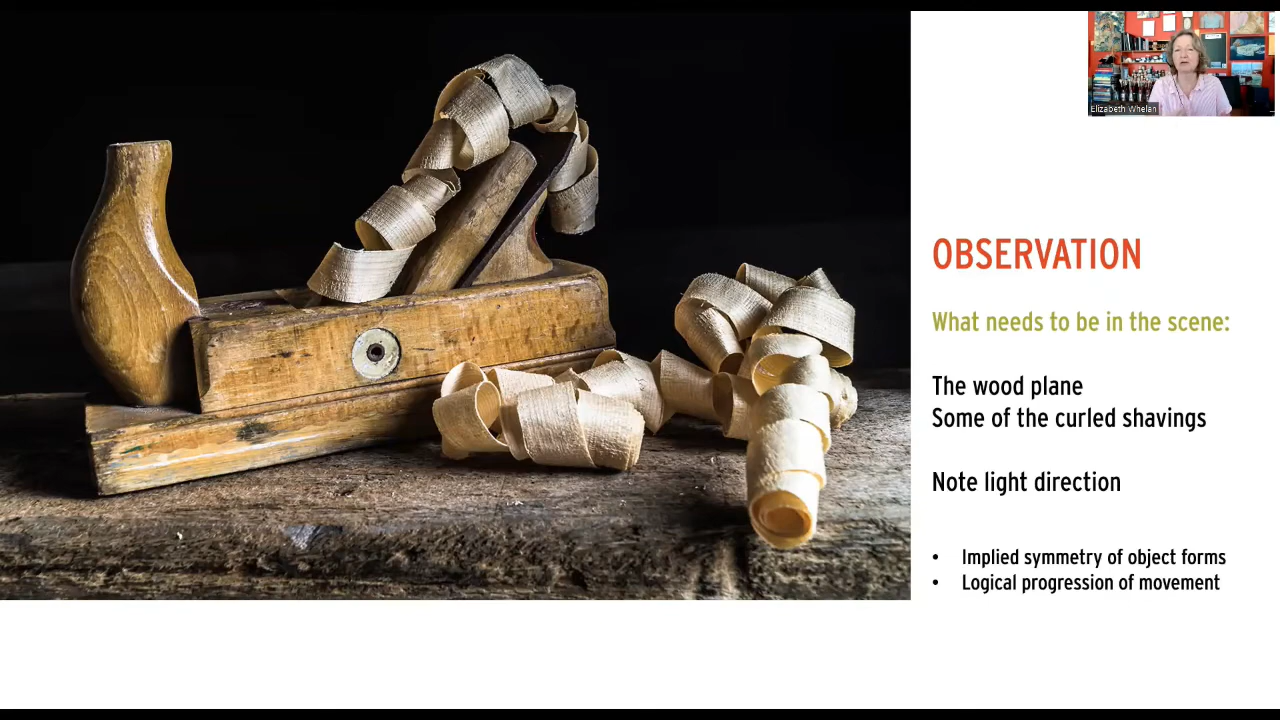 Elizabeth Whelan
OBSERVATION
What needs to be in the scene:
The wood plane
Some of the curled shavings
Note light direction
• Implied symmetry of object forms
• Logical progression of movement